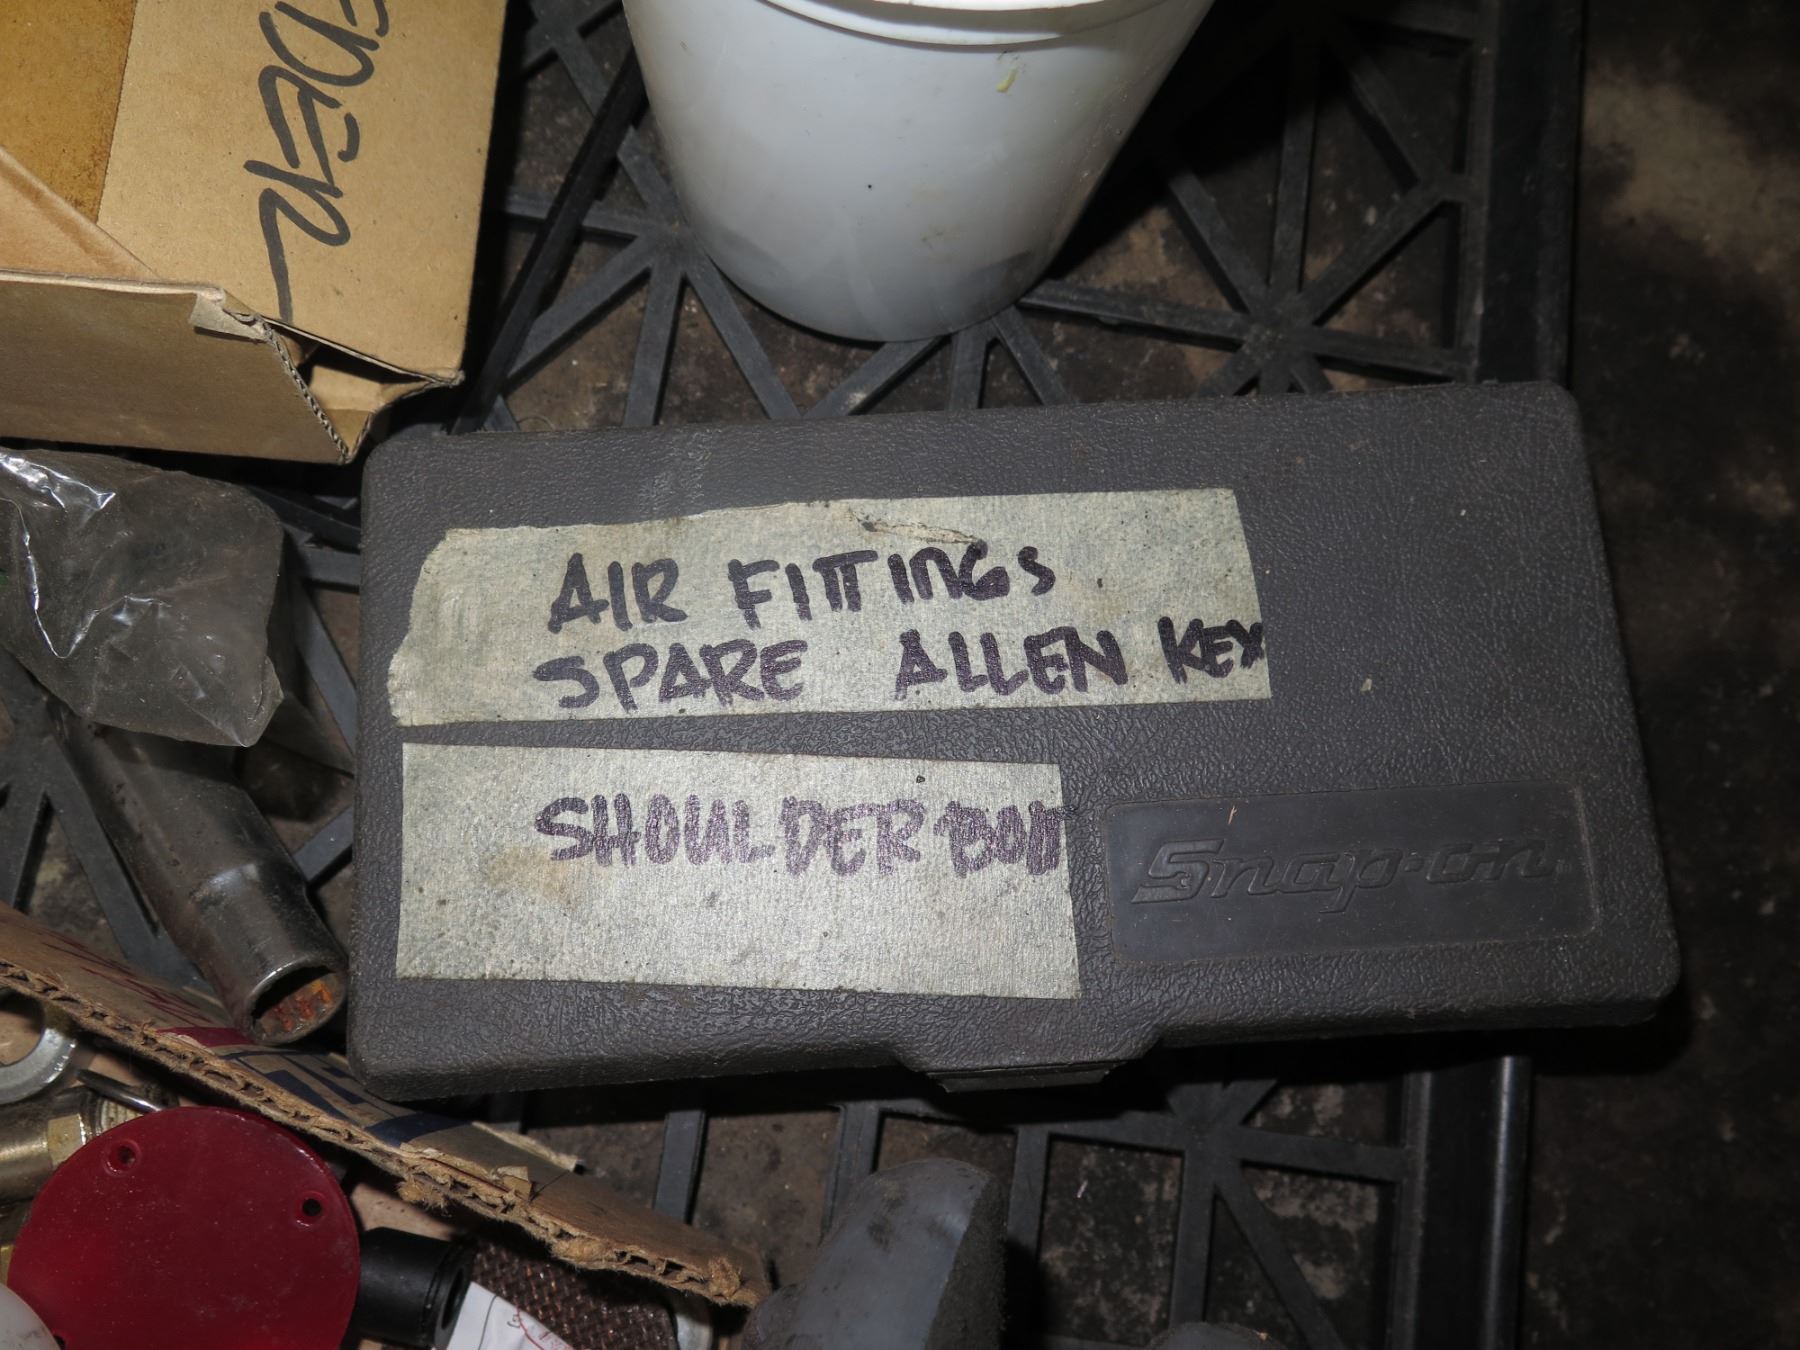 AIR FITTINGS
SPARE ALLEN KEY
SHOULDER BOLT
Snap-on